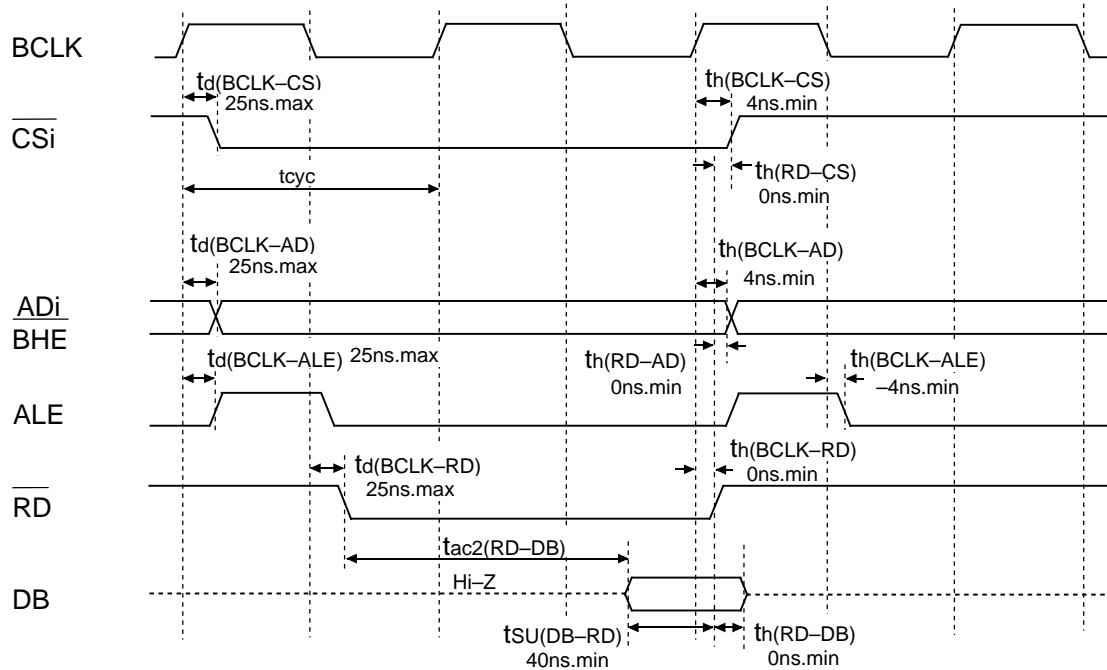 BCLK
td(BCLK–CS)
25ns.max
th(BCLK–CS)
4ns.min
CSi
th(RD–CS)
0ns.min
tcyc
td(BCLK–AD)
25ns.max
th(BCLK–AD)
4ns.min
ADi
BHE
td(BCLK–ALE)
25ns.max
th(RD–AD)
0ns.min
th(BCLK–ALE)
–4ns.min
ALE
td(BCLK–RD)
25ns.max
th(BCLK–RD)
0ns.min
RD
tac2(RD–DB)
Hi–Z
DB
tSU(DB–RD)
40ns.min
th(RD–DB)
0ns.min